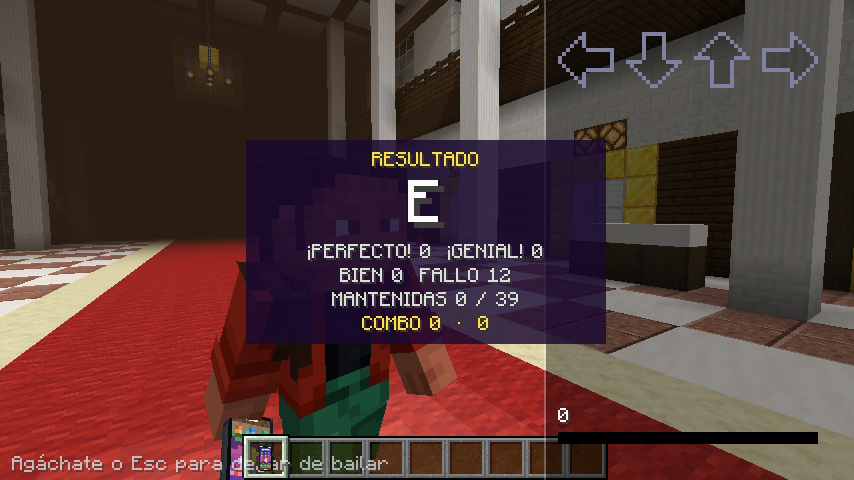 RESULTADO
E
¡PERFECTO! 0 ¡GENIAL! 0
BIEN 0 FALLO 12
MANTENIDAS 0 / 39
COMBO 0 · 0
0
Agáchate o Esc para dejar de bailar